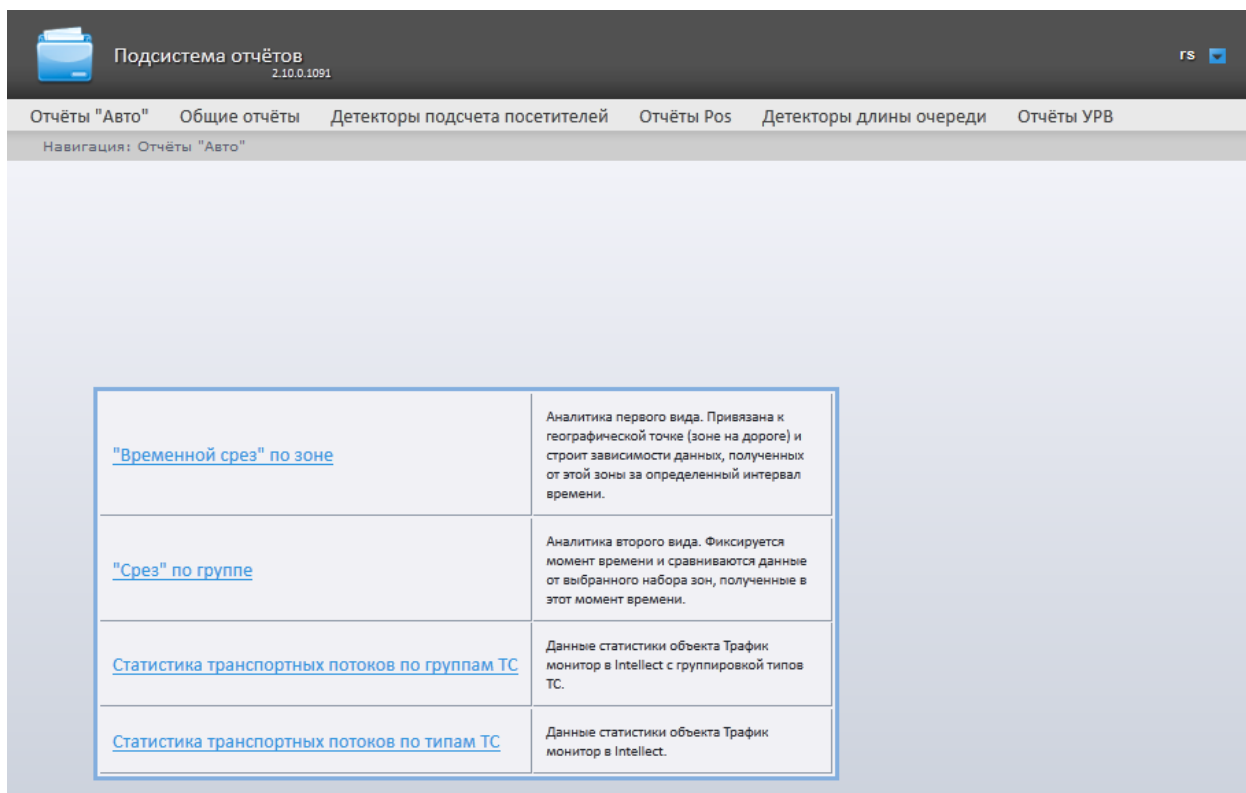 Подсистема отчётов
2.10.0.1091
rs
Отчёты "Авто" Общие отчёты Детекторы подсчета посетителей Отчёты Pos Детекторы длины очереди Отчёты УРВ
Навигация: Отчёты "Авто"
"Временной срез" по зоне
Аналитика первого вида. Привязана к
географической точке (зоне на дороге) и
строит зависимости данных, полученных
от этой зоны за определенный интервал
времени.
"Срез" по группе
Аналитика второго вида. Фиксируется
момент времени и сравниваются данные
от выбранного набора зон, полученные в
этот момент времени.
Статистика транспортных потоков по группам ТС
Данные статистики объекта Трафик
монитор в Intellect с группировкой типов
ТС.
Статистика транспортных потоков по типам ТС
Данные статистики объекта Трафик
монитор в Intellect.